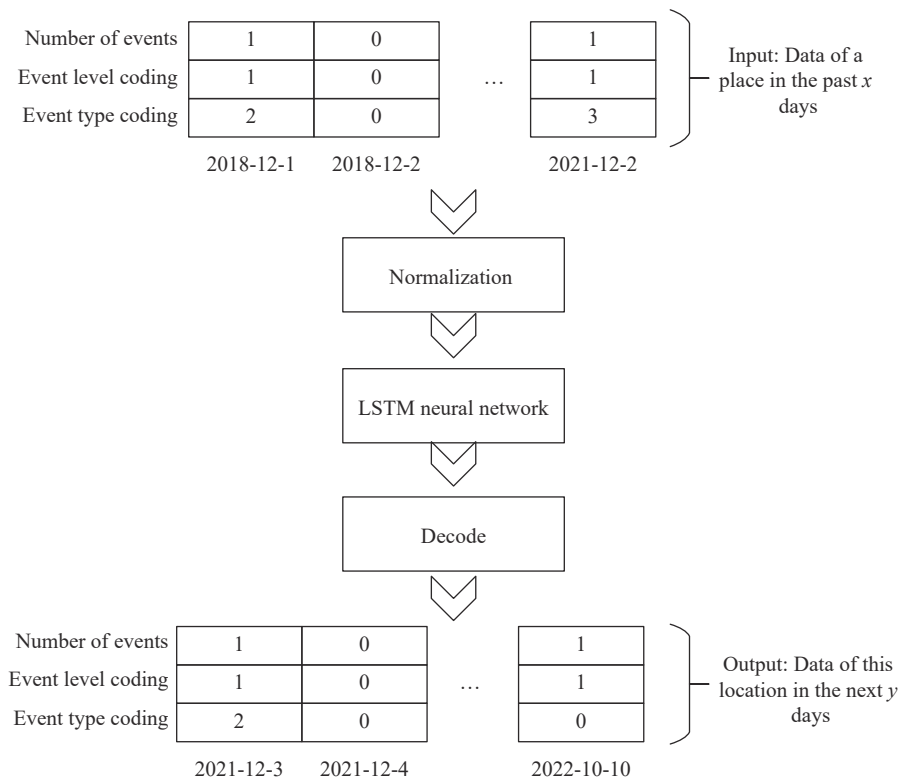 Number of events 1 0 1
Event level coding 1 0 … 1
Event type coding 2 0 3
2018-12-1 2018-12-2 2021-12-2
Input: Data of a
place in the past x
days
Normalization
LSTM neural network
Decode
Number of events 1 0 1
Event level coding 1 0 … 1
Event type coding 2 0 0
2021-12-3 2021-12-4 2022-10-10
Output: Data of this
location in the next y
days